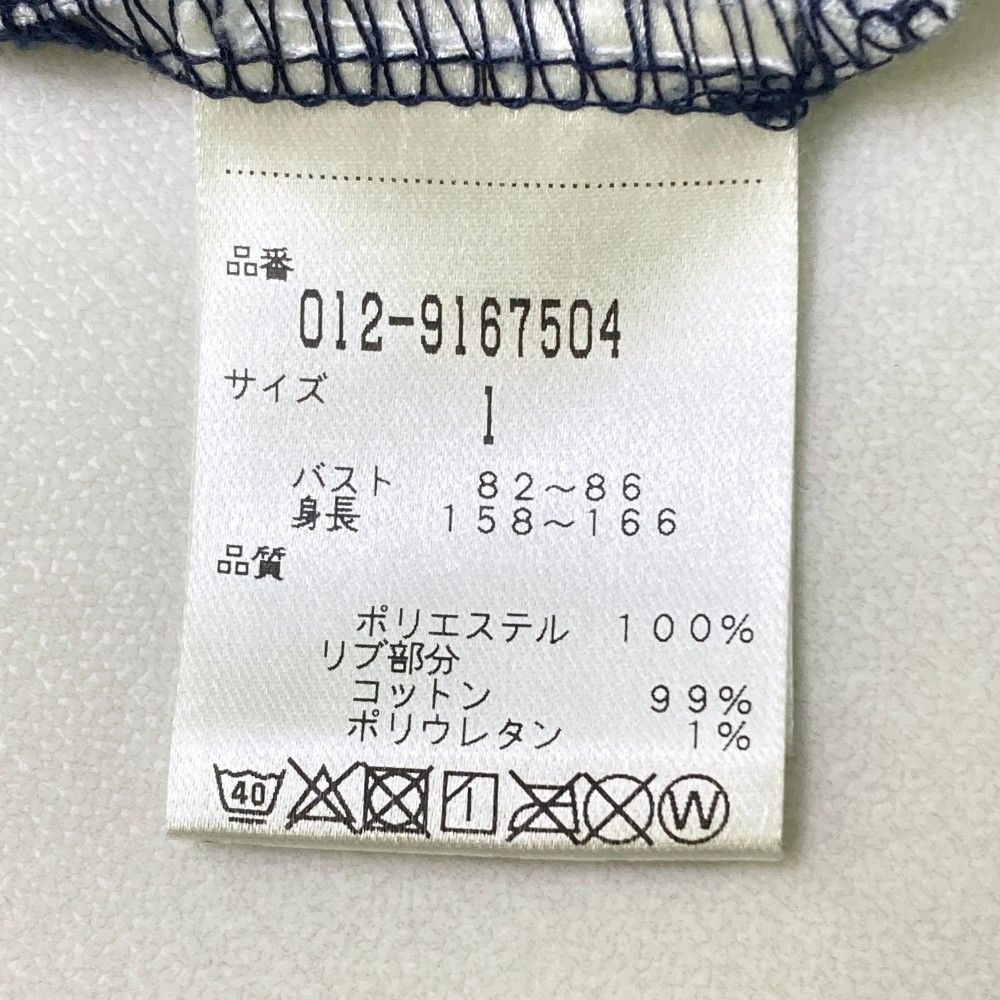 品番
012-9167504
サイズ
1
バスト 82～86
身長 158～166
品質
ポリエステル 100%
リブ部分
コットン 99%
ポリウレタン 1%
40 W